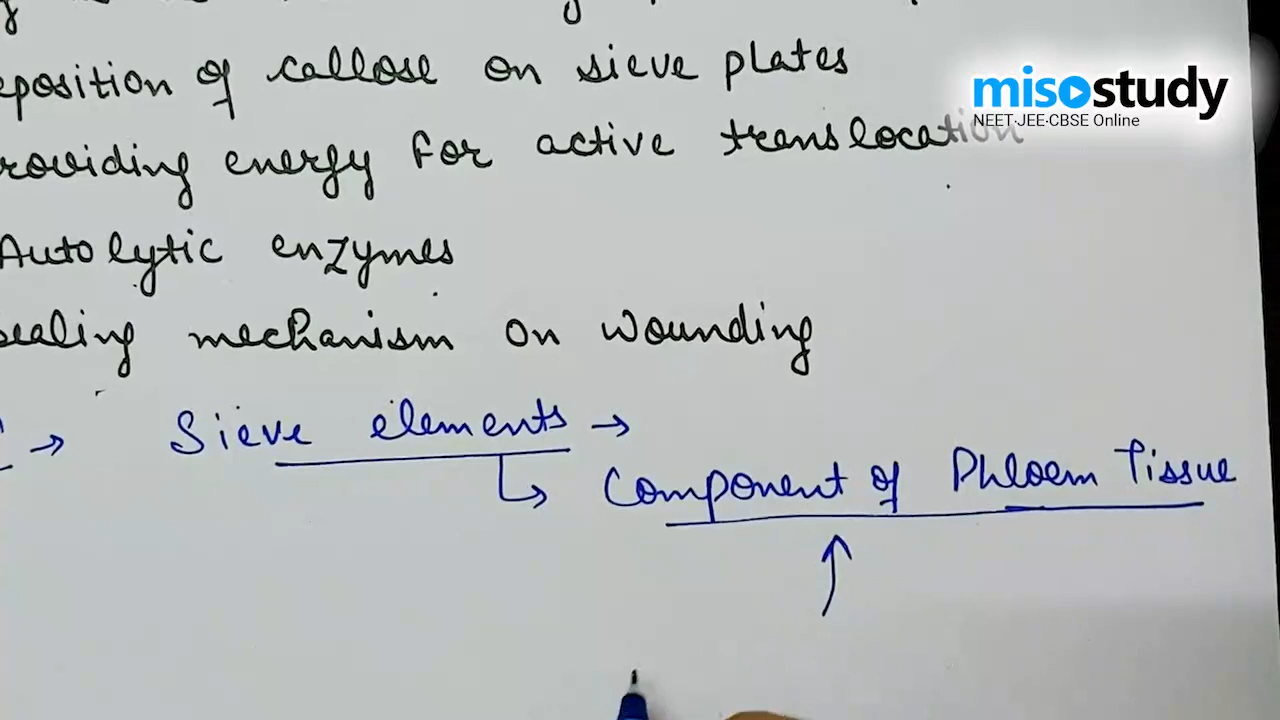 eposition of callose on sieve plates
roviding energy for active translocation
Autolytic enzymes
sealing mechanism on wounding
→ Sieve elements →
↳ Component of Phloem Tissue
misostudy
NEET-JEE-CBSE Online